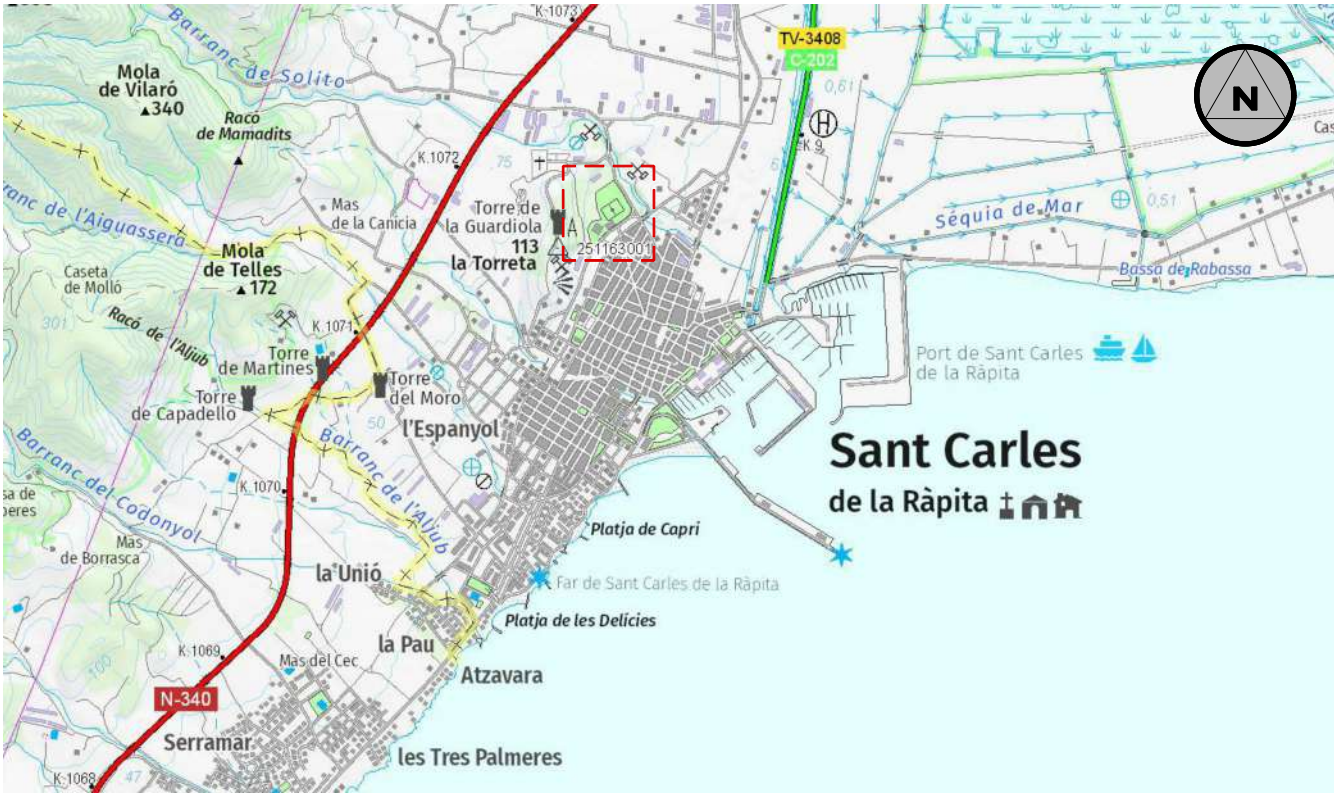 K. 1073
TV-3408
C-202
Barranc de Solito
Mola
de Vilaró
▲340
0,61
N
Racó
de Mamadits
K 9
K. 1072
75
Mas
de la Canicia
Torre de
la Guardiola
113
la Torreta
A
251163001
0,51
Séquia de Mar
Bassa de Rabassa
Mola
de Telles
▲172
Caseta
de Molló
301
Racó de l'Aljub
K. 1071
Torre
de Martines
Torre
del Moro
Torre
de Capadello
50
l'Espanyol
Port de Sant Carles
de la Ràpita
Sant Carles
de la Ràpita
Barranc de l'Aljub
Barranc del Codonyol
K. 1070
Mas
de Borrasca
Platja de Capri
la Unió
Far de Sant Carles de la Ràpita
Platja de les Delícies
la Pau
K. 1069
Mas del Cec
100
Atzavara
N-340
Serramar
les Tres Palmeres
K. 1068
47